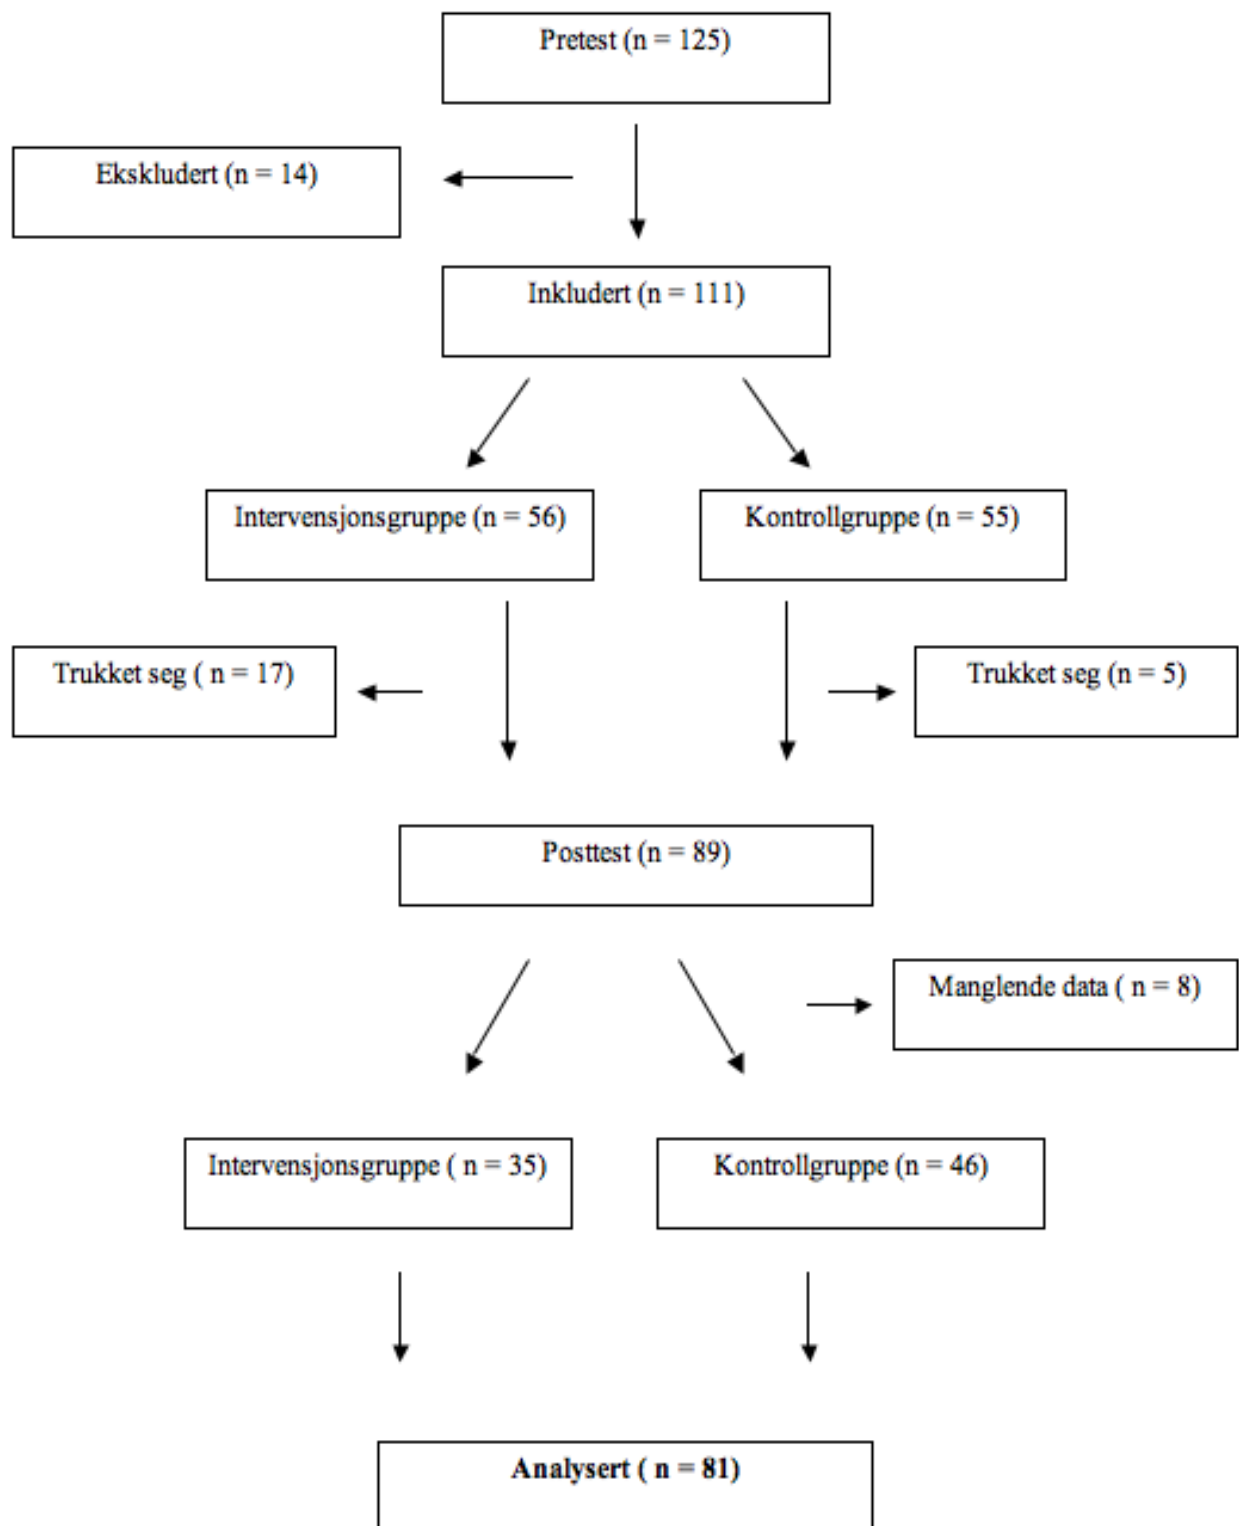 Pretest (n = 125)
Ekskludert (n = 14)
Inkludert (n = 111)
Intervensjonsgruppe (n = 56)
Kontrollgruppe (n = 55)
Trukket seg ( n = 17)
Trukket seg (n = 5)
Posttest (n = 89)
Manglende data ( n = 8)
Intervensjonsgruppe ( n = 35)
Kontrollgruppe (n = 46)
Analysert ( n = 81)